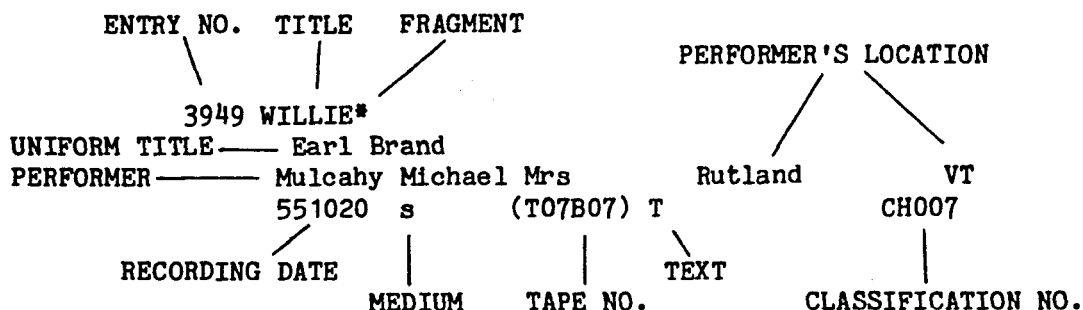 ENTRY NO. TITLE FRAGMENT
PERFORMER'S LOCATION
3949 WILLIE*
UNIFORM TITLE Earl Brand
PERFORMER Mulcahy Michael Mrs Rutland VT
551020 s (T07B07) T CH007
RECORDING DATE TEXT
MEDIUM TAPE NO. CLASSIFICATION NO.